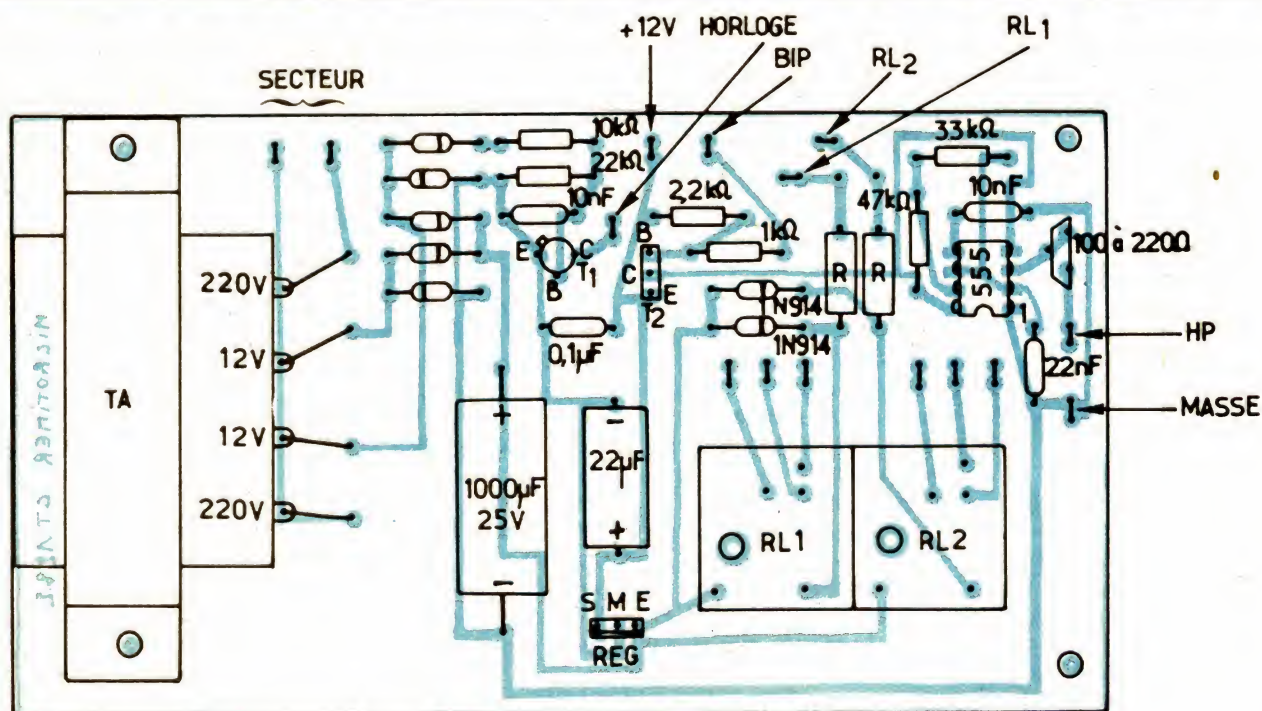 +12V
HORLOGE
RL1
BIP
RL2
SECTEUR
10kΩ
22kΩ
10nF
33kΩ
10nF
2,2kΩ
47kΩ
1kΩ
100 à 220Ω
B
E
C
T1
B
C
E
T2
R
R
555
1
220V
1N914
1N914
HP
0,1µF
22nF
12V
TA
MASSE
12V
+
-
22µF
1000µF
25V
220V
+
RL1
RL2
-
S M E
REG
MICROTIMER